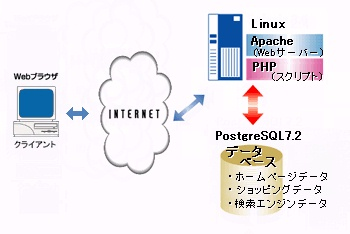 Linux
Apache
(Webサーバー)
PHP
(スクリプト)
Webブラウザ
クライアント
INTERNET
PostgreSQL7.2
データ
ベース
・ホームページデータ
・ショッピングデータ
・検索エンジンデータ